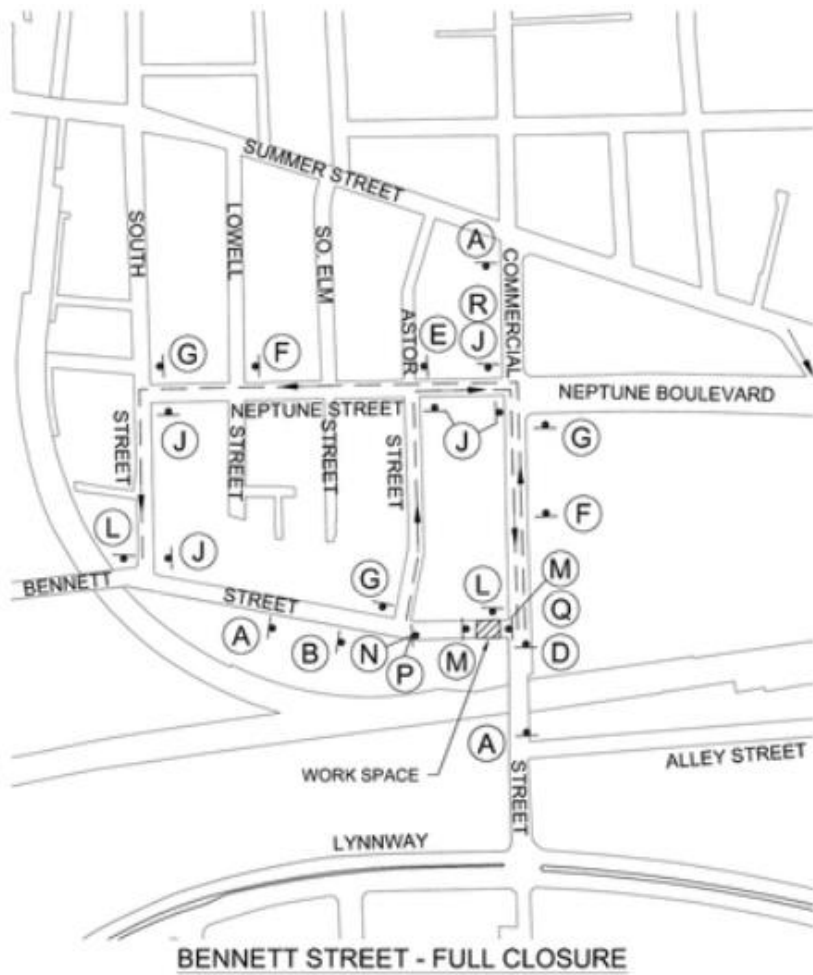 SUMMER STREET
SOUTH
LOWELL
SO. ELM
ASTOR
COMMERCIAL
A
R
G
F
E
J
NEPTUNE BOULEVARD
NEPTUNE STREET
STREET
J
STREET
STREET
STREET
J
G
F
L
J
BENNETT
STREET
G
L
M
Q
A
B
N
P
M
D
A
ALLEY STREET
WORK SPACE
STREET
LYNNWAY
BENNETT STREET - FULL CLOSURE